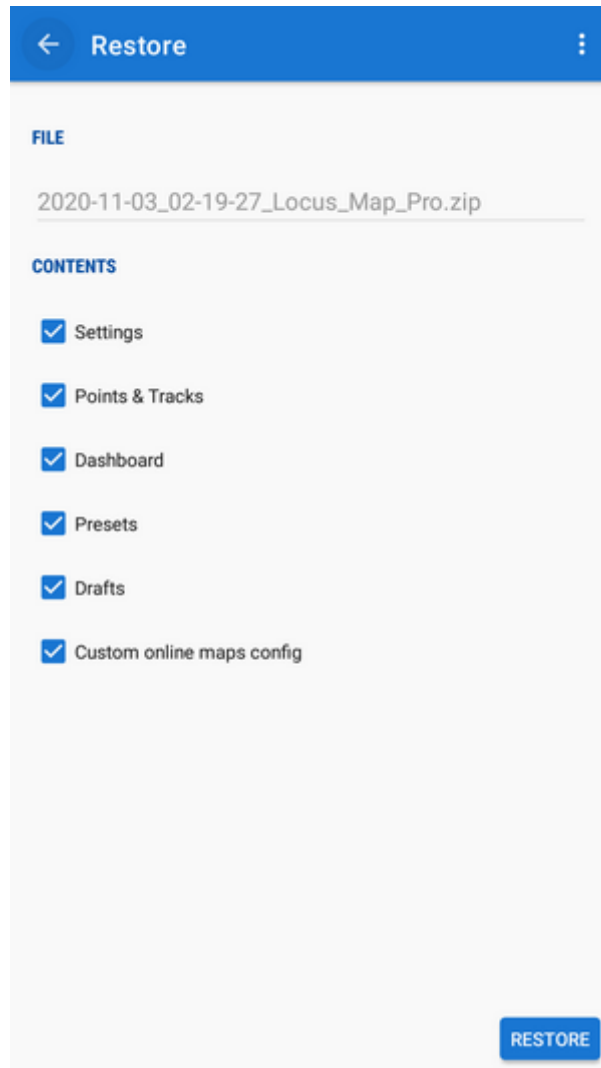 Restore
FILE
2020-11-03_02-19-27_Locus_Map_Pro.zip
CONTENTS
Settings
Points & Tracks
Dashboard
Presets
Drafts
Custom online maps config
RESTORE